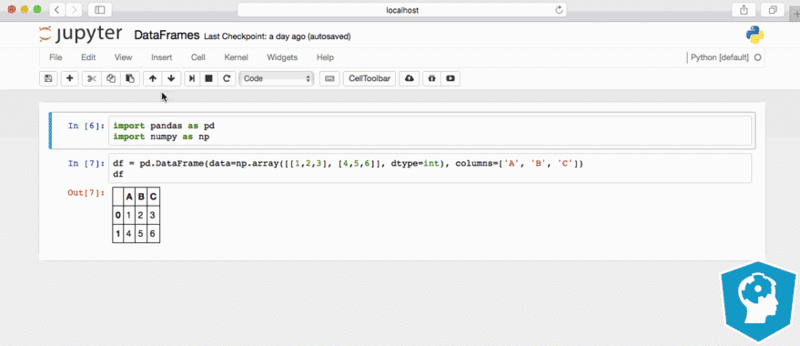 localhost
jupyter DataFrames Last Checkpoint: a day ago (autosaved)
File Edit View Insert Cell Kernel Widgets Help Python [default]
Code CellToolbar
In [6]: import pandas as pd
import numpy as np
In [7]: df = pd.DataFrame(data=np.array([[1,2,3], [4,5,6]], dtype=int), columns=['A', 'B', 'C'])
df
Out[7]:
A B C
0 1 2 3
1 4 5 6